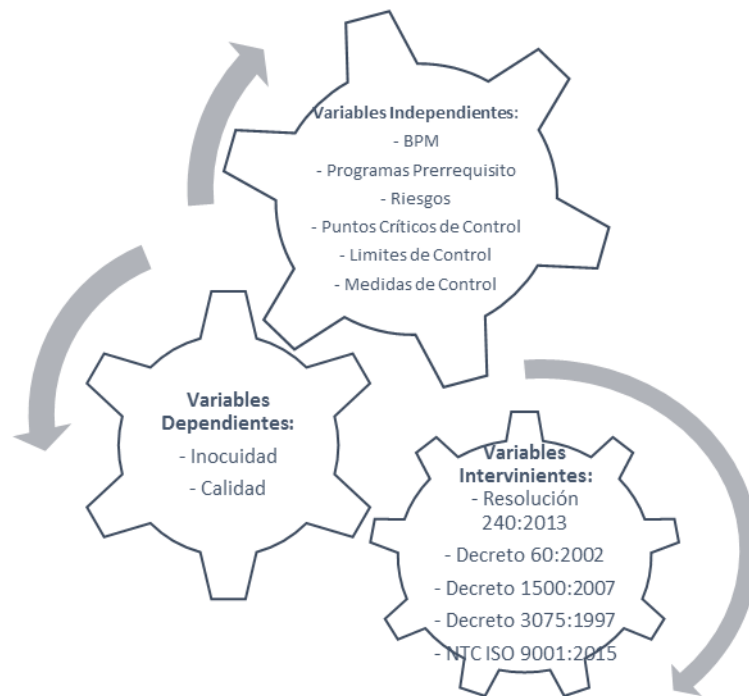 Variables Independientes:
- BPM
- Programas Prerrequisito
- Riesgos
- Puntos Críticos de Control
- Limites de Control
- Medidas de Control
Variables
Dependientes:
- Inocuidad
- Calidad
Variables
Intervinientes:
- Resolución
240:2013
- Decreto 60:2002
- Decreto 1500:2007
- Decreto 3075:1997
- NTC ISO 9001:2015